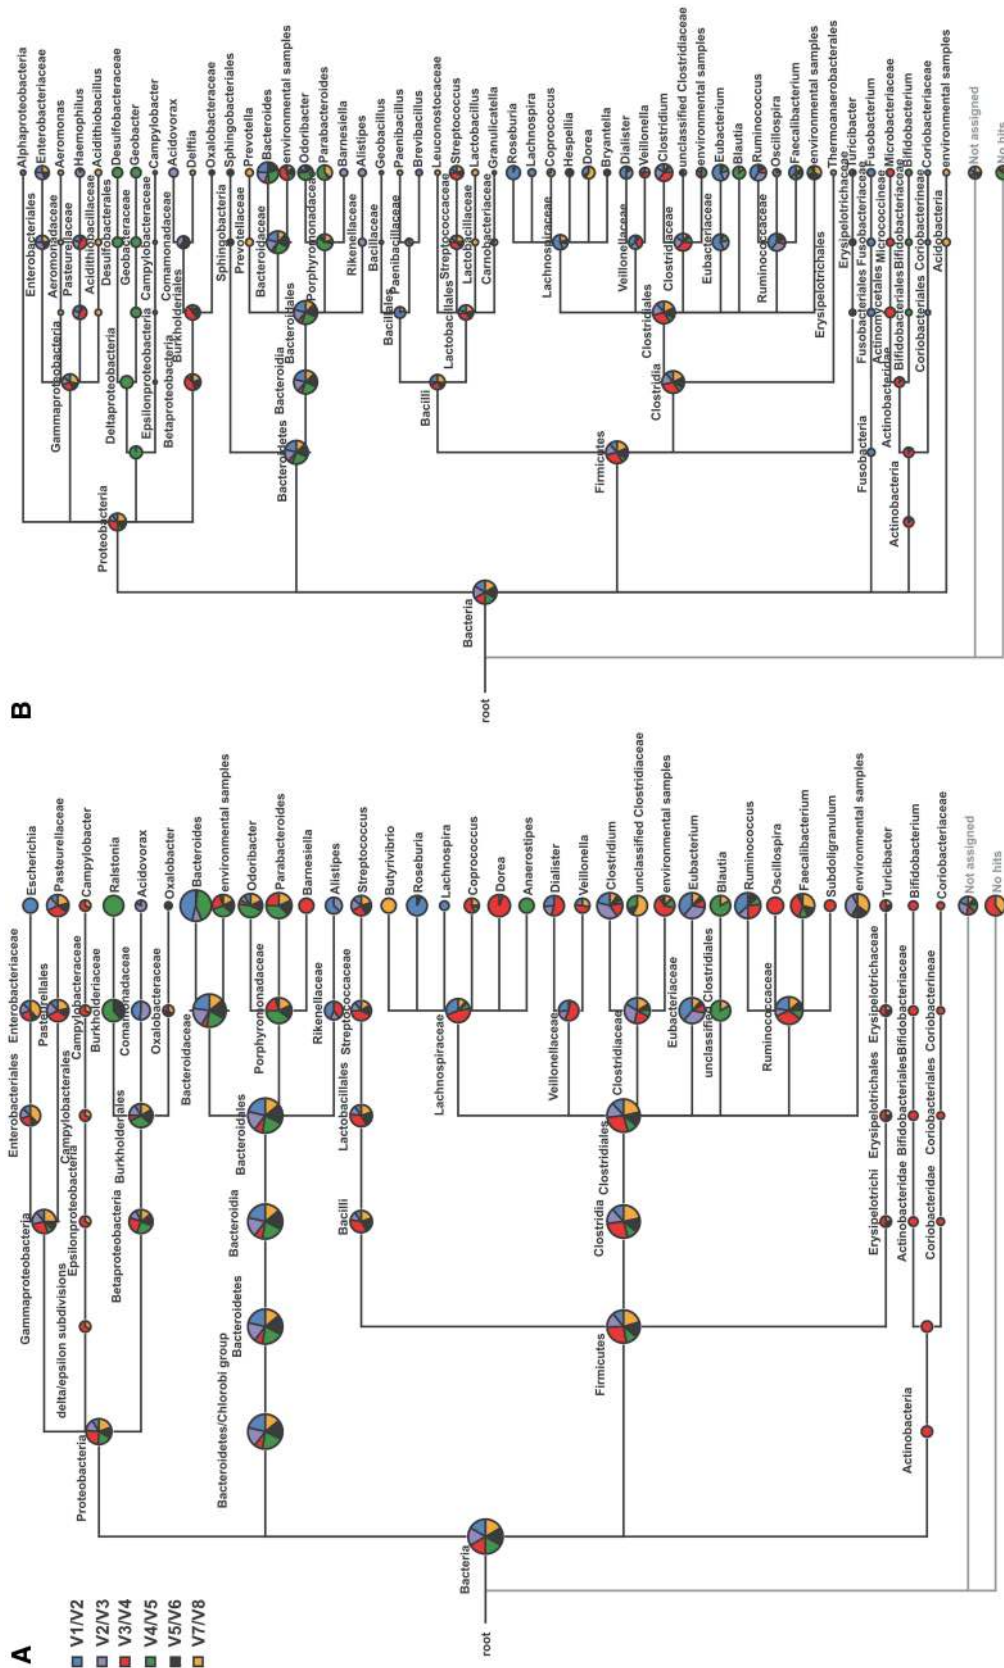 A
V1/V2
V2/V3
V3/V4
V4/V5
V5/V6
V7/V8
root
Bacteria
Proteobacteria
Gammaproteobacteria
Enterobacteriales
Enterobacteriaceae
Escherichia
Pasteurellales
Pasteurellaceae
delta/epsilon subdivisions
Epsilonproteobacteria
Campylobacterales
Campylobacteraceae
Campylobacter
Betaproteobacteria
Burkholderiales
Burkholderiaceae
Ralstonia
Comamonadaceae
Acidovorax
Oxalobacteraceae
Oxalobacter
Bacteroidetes/Chlorobi group
Bacteroidetes
Bacteroidia
Bacteroidales
Bacteroidaceae
Bacteroides
environmental samples
Porphyromonadaceae
Odoribacter
Parabacteroides
Barnesiella
Rikenellaceae
Alistipes
Firmicutes
Bacilli
Lactobacillales
Streptococcaceae
Streptococcus
Clostridia
Clostridiales
Lachnospiraceae
Butyrivibrio
Roseburia
Lachnospira
Coprococcus
Dorea
Anaerostipes
Veillonellaceae
Dialister
Veillonella
Clostridiaceae
Clostridium
unclassified Clostridiaceae
environmental samples
Eubacteriaceae
Eubacterium
unclassified Clostridiales
Blautia
Ruminococcaceae
Ruminococcus
Oscillospira
Faecalibacterium
Subdoligranulum
environmental samples
Erysipelotrichi
Erysipelotrichales
Erysipelotrichaceae
Turicibacter
Actinobacteria
Actinobacteridae
Bifidobacteriales
Bifidobacteriaceae
Bifidobacterium
Coriobacteridae
Coriobacteriales
Coriobacterineae
Coriobacteriaceae
Not assigned
No hits
B
root
Bacteria
Proteobacteria
Alphaproteobacteria
Gammaproteobacteria
Enterobacteriales
Enterobacteriaceae
Aeromonadaceae
Aeromonas
Pasteurellaceae
Haemophilus
Acidithiobacillaceae
Acidithiobacillus
Deltaproteobacteria
Desulfobacterales
Desulfobacteraceae
Geobacteraceae
Geobacter
Epsilonproteobacteria
Campylobacteraceae
Campylobacter
Betaproteobacteria
Burkholderiales
Comamonadaceae
Acidovorax
Delftia
Oxalobacteraceae
Bacteroidetes
Sphingobacteria
Sphingobacteriales
Bacteroidia
Bacteroidales
Prevotellaceae
Prevotella
Bacteroidaceae
Bacteroides
environmental samples
Porphyromonadaceae
Odoribacter
Parabacteroides
Barnesiella
Rikenellaceae
Alistipes
Firmicutes
Bacilli
Bacillales
Bacillaceae
Geobacillus
Paenibacillaceae
Paenibacillus
Brevibacillus
Lactobacillales
Leuconostocaceae
Streptococcaceae
Streptococcus
Lactobacillaceae
Lactobacillus
Carnobacteriaceae
Granulicatella
Clostridia
Clostridiales
Lachnospiraceae
Roseburia
Lachnospira
Coprococcus
Hespellia
Dorea
Bryantella
Veillonellaceae
Dialister
Veillonella
Clostridiaceae
Clostridium
unclassified Clostridiaceae
environmental samples
Eubacteriaceae
Eubacterium
Blautia
Ruminococcaceae
Ruminococcus
Oscillospira
Faecalibacterium
environmental samples
Thermoanaerobacterales
Erysipelotrichales
Erysipelotrichaceae
Turicibacter
Fusobacteria
Fusobacteriales
Fusobacteriaceae
Fusobacterium
Actinobacteria
Actinobacteridae
Actinomycetales
Micrococcineae
Microbacteriaceae
Bifidobacteriales
Bifidobacteriaceae
Bifidobacterium
Coriobacteriales
Coriobacterineae
Coriobacteriaceae
Acidobacteria
environmental samples
Not assigned
No hits